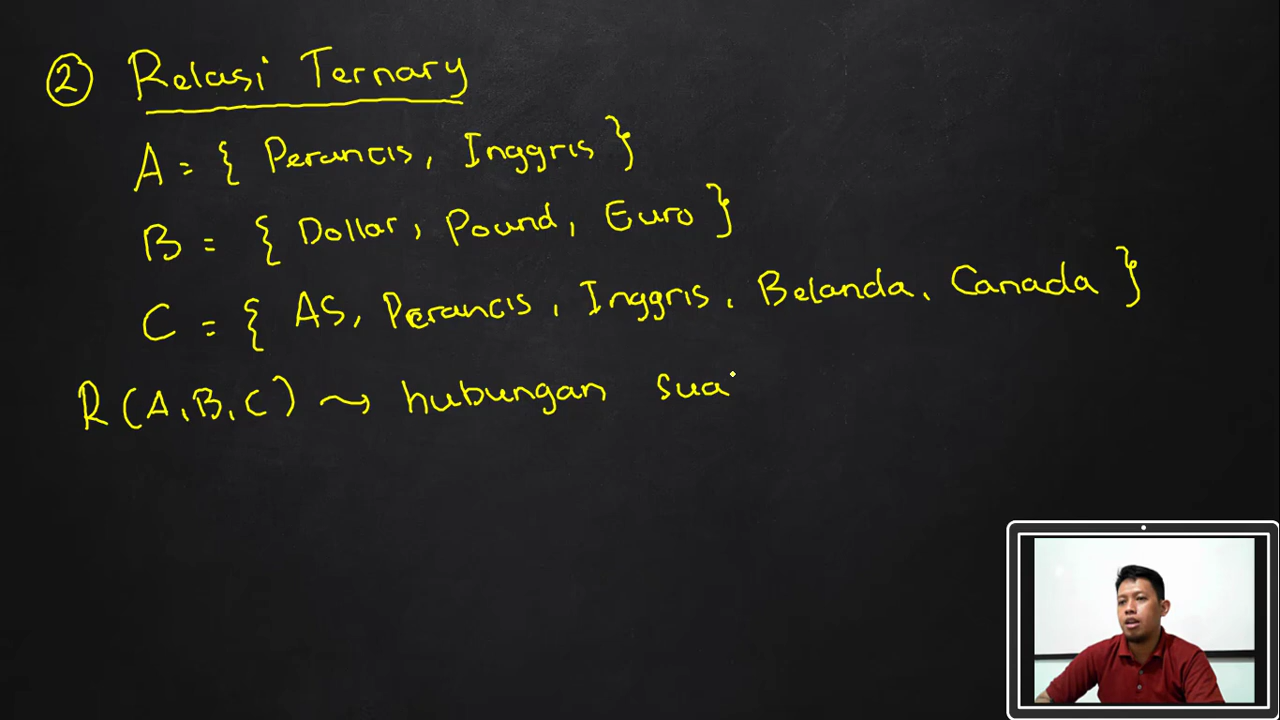 ② Relasi Ternary
A = { Perancis, Inggris }
B = { Dollar, Pound, Euro }
C = { AS, Perancis, Inggris, Belanda, Canada }
R (A, B, C) ⤳ hubungan sua